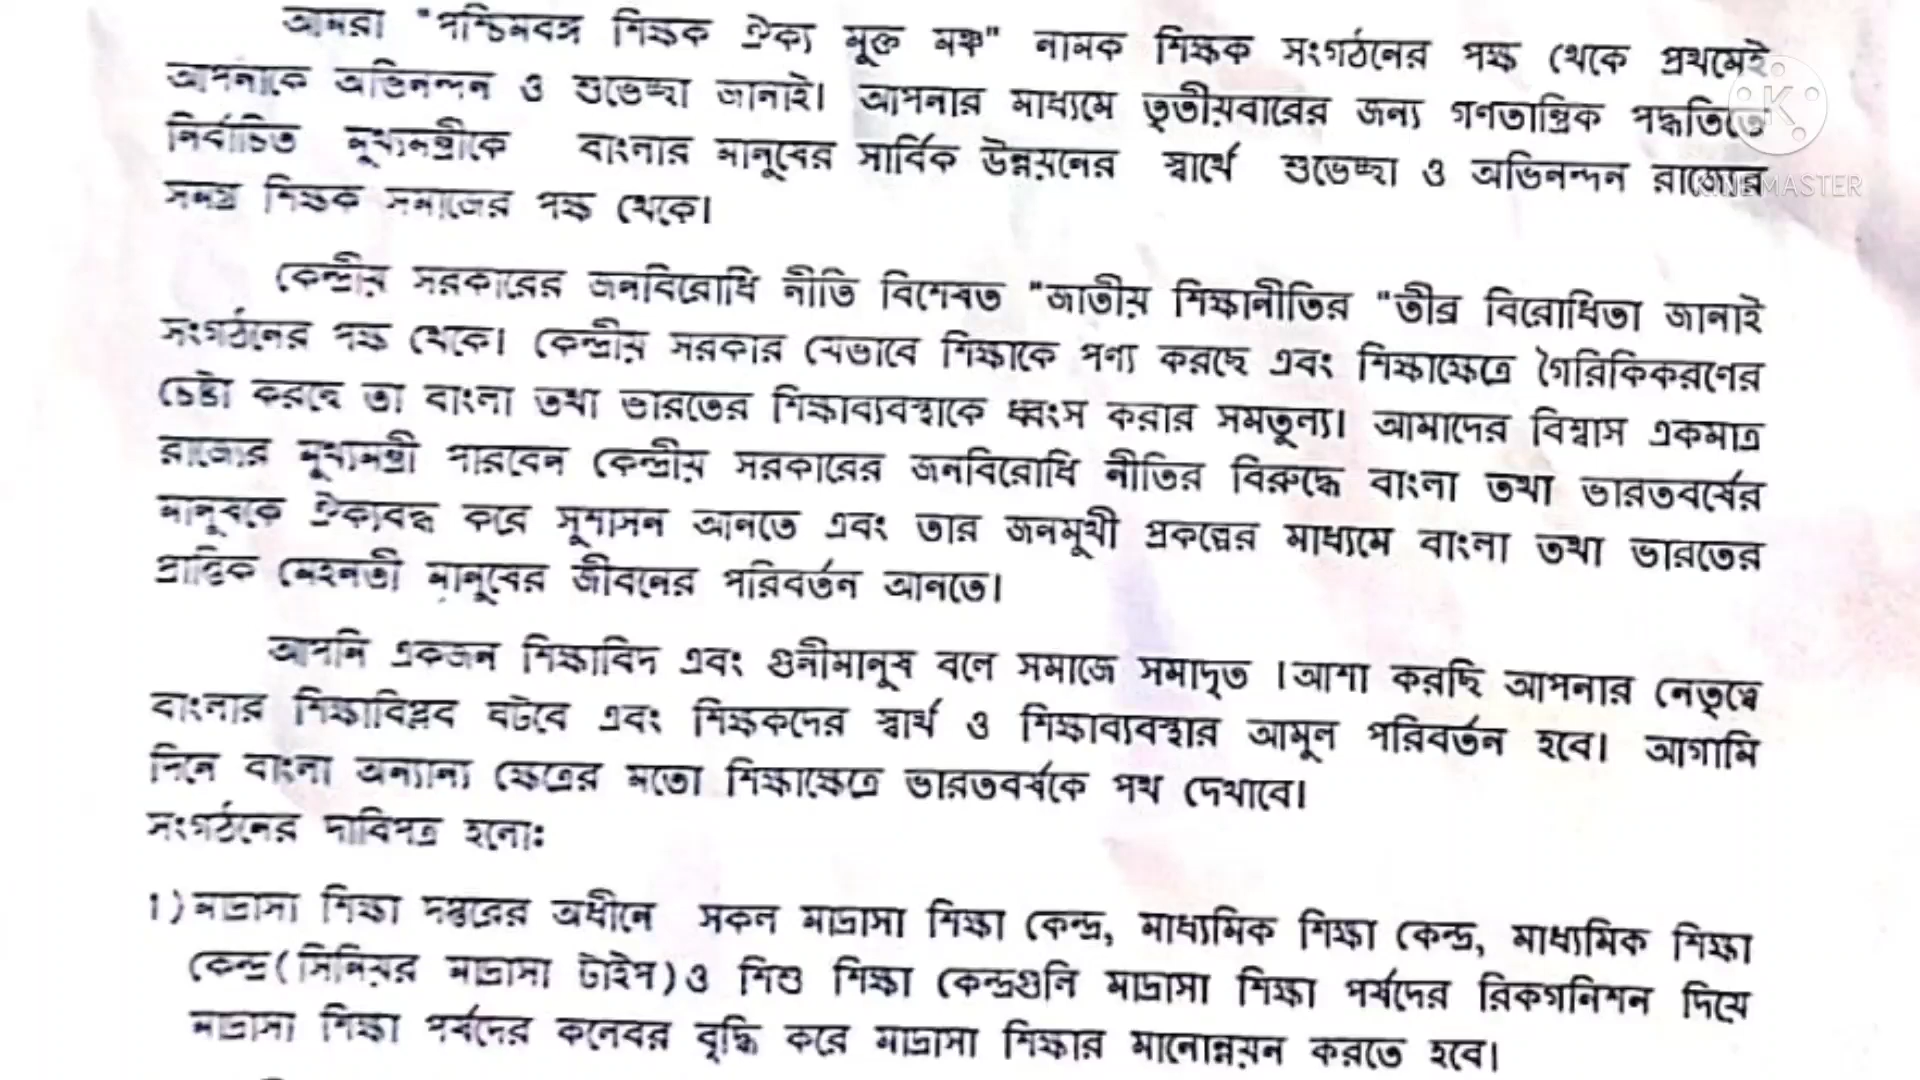 আমরা "পশ্চিমবঙ্গ শিক্ষক ঐক্য মুক্ত মঞ্চ" নামক শিক্ষক সংগঠনের পক্ষ থেকে প্রথমেই
আপনাকে অভিনন্দন ও শুভেচ্ছা জানাই। আপনার মাধ্যমে তৃতীয়বারের জন্য গণতান্ত্রিক পদ্ধতিতে
নির্বাচিত মুখ্যমন্ত্রীকে বাংলার মানুষের সার্বিক উন্নয়নের স্বার্থে শুভেচ্ছা ও অভিনন্দন রাজ্যের
সমগ্র শিক্ষক সমাজের পক্ষ থেকে।
কেন্দ্রীয় সরকারের জনবিরোধি নীতি বিশেষত "জাতীয় শিক্ষানীতির "তীব্র বিরোধিতা জানাই
সংগঠনের পক্ষ থেকে। কেন্দ্রীয় সরকার যেভাবে শিক্ষাকে পণ্য করছে এবং শিক্ষাক্ষেত্রে গৈরিকিকরণের
চেষ্টা করছে তা বাংলা তথা ভারতের শিক্ষাব্যবস্থাকে ধ্বংস করার সমতুল্য। আমাদের বিশ্বাস একমাত্র
রাজ্যের মুখ্যমন্ত্রী পারবেন কেন্দ্রীয় সরকারের জনবিরোধি নীতির বিরুদ্ধে বাংলা তথা ভারতবর্ষের
মানুষকে ঐক্যবদ্ধ করে সুশাসন আনতে এবং তার জনমুখী প্রকল্পের মাধ্যমে বাংলা তথা ভারতের
প্রান্তিক মেহনতী মানুষের জীবনের পরিবর্তন আনতে।
আপনি একজন শিক্ষাবিদ এবং গুনীমানুষ বলে সমাজে সমাদৃত ।আশা করছি আপনার নেতৃত্বে
বাংলার শিক্ষাবিপ্লব ঘটবে এবং শিক্ষকদের স্বার্থ ও শিক্ষাব্যবস্থার আমুল পরিবর্তন হবে। আগামি
দিনে বাংলা অন্যান্য ক্ষেত্রের মতো শিক্ষাক্ষেত্রে ভারতবর্ষকে পথ দেখাবে।
সংগঠনের দাবিপত্র হলোঃ
1) মাদ্রাসা শিক্ষা দপ্তরের অধীনে সকল মাদ্রাসা শিক্ষা কেন্দ্র, মাধ্যমিক শিক্ষা কেন্দ্র, মাধ্যমিক শিক্ষা
কেন্দ্র(সিনিয়র মাদ্রাসা টাইপ)ও শিশু শিক্ষা কেন্দ্রগুলি মাদ্রাসা শিক্ষা পর্ষদের রিকগনিশন দিয়ে
মাদ্রাসা শিক্ষা পর্ষদের কলেবর বৃদ্ধি করে মাদ্রাসা শিক্ষার মানোন্নয়ন করতে হবে।
KINEMASTER